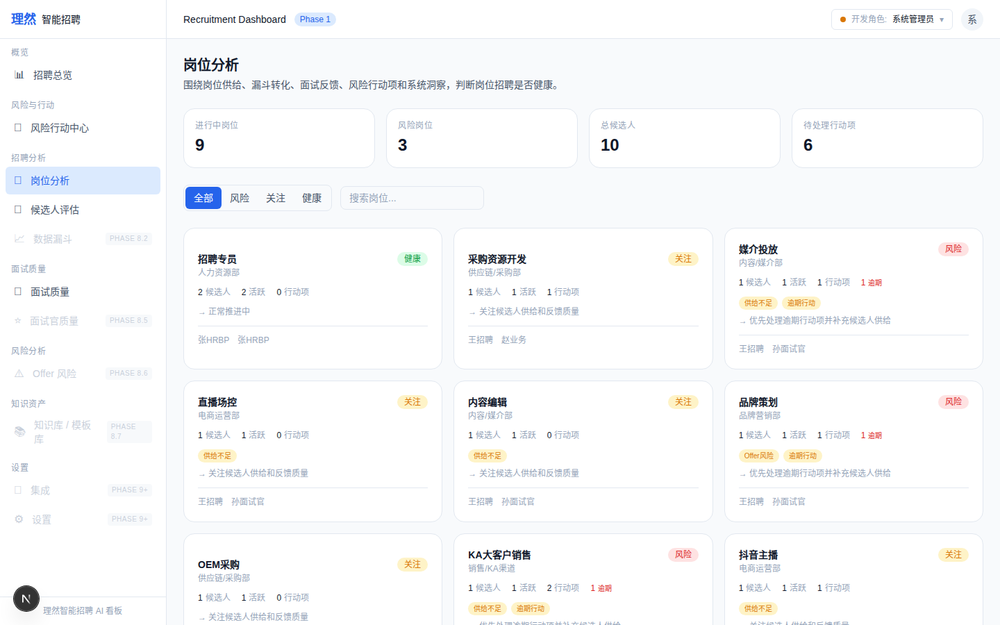 理然 智能招聘
Recruitment Dashboard Phase 1
开发角色: 系统管理员 ▾ 系
概览
招聘总览
风险与行动
风险行动中心
招聘分析
岗位分析
候选人评估
数据漏斗 PHASE 8.2
面试质量
面试质量
面试官质量 PHASE 8.5
风险分析
Offer 风险 PHASE 8.6
知识资产
知识库 / 模板
库
PHASE
8.7
设置
集成 PHASE 9+
设置 PHASE 9+
理然智能招聘 AI 看板
岗位分析
围绕岗位供给、漏斗转化、面试反馈、风险行动项和系统洞察，判断岗位招聘是否健康。
进行中岗位
9
风险岗位
3
总候选人
10
待处理行动项
6
全部 风险 关注 健康 搜索岗位...
招聘专员 健康
人力资源部
2 候选人 2 活跃 0 行动项
→ 正常推进中
张HRBP 张HRBP
采购资源开发 关注
供应链/采购部
1 候选人 1 活跃 1 行动项
→ 关注候选人供给和反馈质量
王招聘 赵业务
媒介投放 风险
内容/媒介部
1 候选人 1 活跃 1 行动项 1 逾期
供给不足 逾期行动
→ 优先处理逾期行动项并补充候选人供给
王招聘 孙面试官
直播场控 关注
电商运营部
1 候选人 1 活跃 0 行动项
供给不足
→ 关注候选人供给和反馈质量
王招聘 孙面试官
内容编辑 关注
内容/媒介部
1 候选人 1 活跃 0 行动项
供给不足
→ 关注候选人供给和反馈质量
王招聘 孙面试官
品牌策划 风险
品牌营销部
1 候选人 1 活跃 1 行动项 1 逾期
Offer风险 逾期行动
→ 优先处理逾期行动项并补充候选人供给
王招聘 孙面试官
OEM采购 关注
供应链/采购部
1 候选人 1 活跃 0 行动项
→ 关注候选人供给和反馈质量
KA大客户销售 风险
销售/KA渠道
1 候选人 1 活跃 2 行动项 1 逾期
供给不足 逾期行动
→ 优先处理逾期行动项并补充候选人供给
抖音主播 关注
电商运营部
1 候选人 1 活跃 1 行动项
供给不足
→ 关注候选人供给和反馈质量